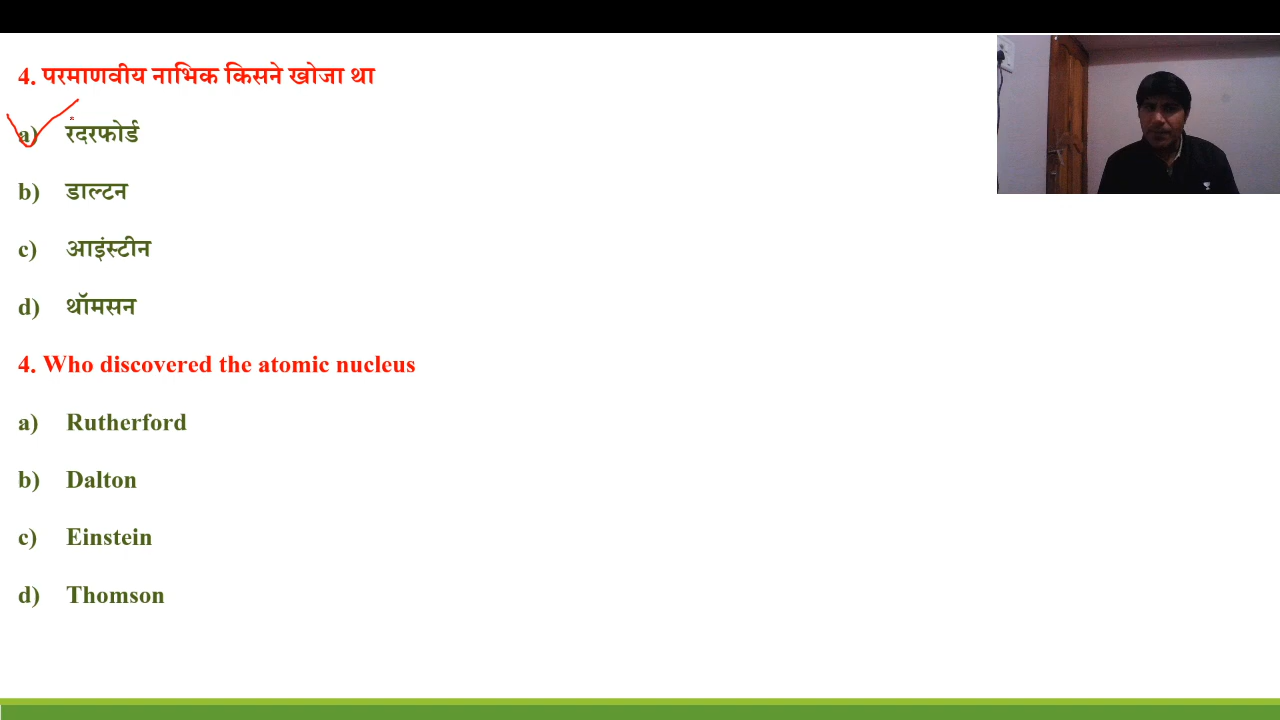 4. परमाणवीय नाभिक किसने खोजा था
a) रदरफोर्ड
b) डाल्टन
c) आइंस्टीन
d) थॉमसन
4. Who discovered the atomic nucleus
a) Rutherford
b) Dalton
c) Einstein
d) Thomson